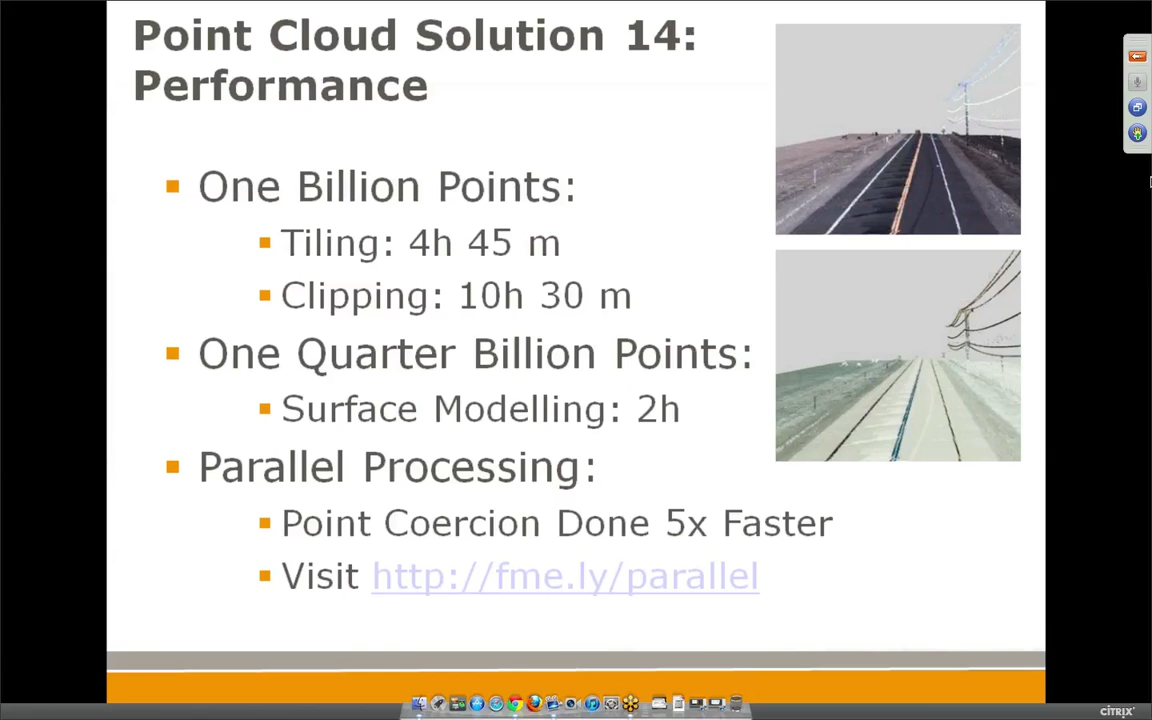 Point Cloud Solution 14:
Performance
One Billion Points:
Tiling: 4h 45 m
Clipping: 10h 30 m
One Quarter Billion Points:
Surface Modelling: 2h
Parallel Processing:
Point Coercion Done 5x Faster
Visit http://fme.ly/parallel
CITRIX